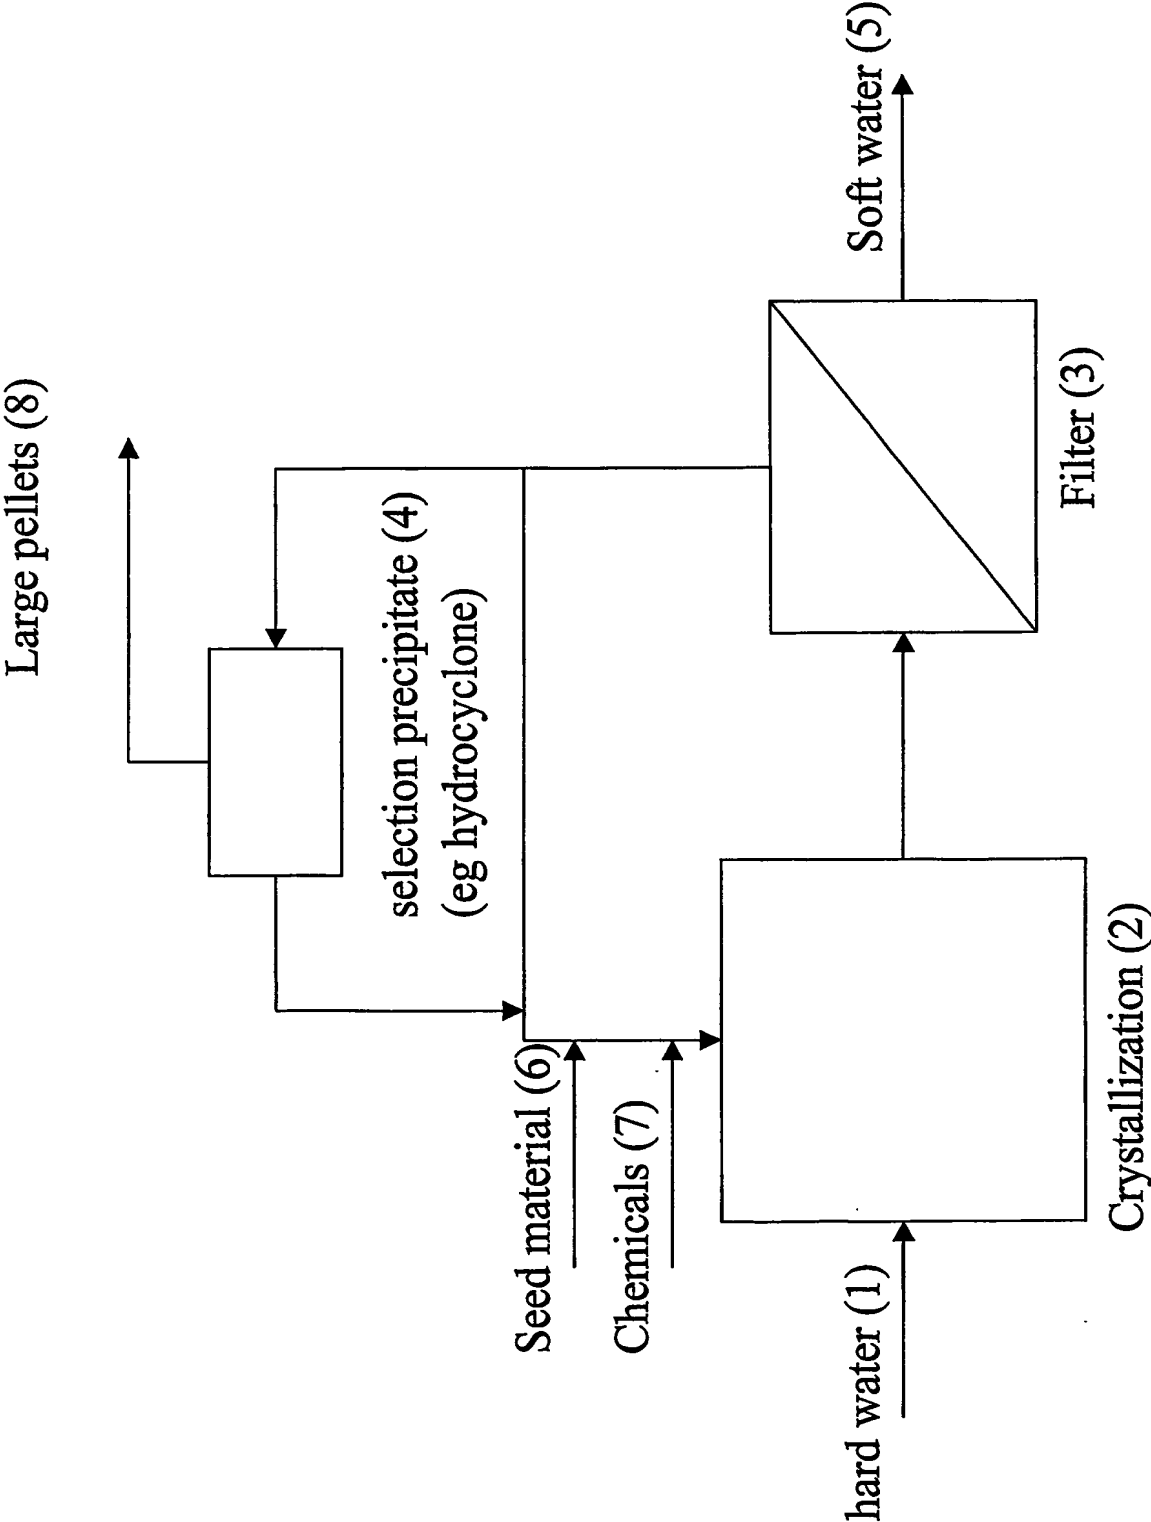 Large pellets (8)
selection precipitate (4)
(eg hydrocyclone)
Seed material (6)
Chemicals (7)
hard water (1)
Crystallization (2)
Filter (3)
Soft water (5)